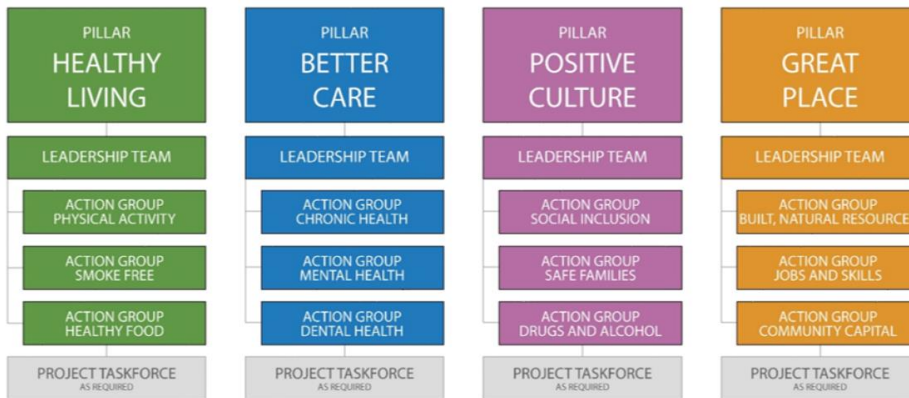 PILLAR
HEALTHY
LIVING
LEADERSHIP TEAM
ACTION GROUP
PHYSICAL ACTIVITY
ACTION GROUP
SMOKE FREE
ACTION GROUP
HEALTHY FOOD
PROJECT TASKFORCE
AS REQUIRED
PILLAR
BETTER
CARE
LEADERSHIP TEAM
ACTION GROUP
CHRONIC HEALTH
ACTION GROUP
MENTAL HEALTH
ACTION GROUP
DENTAL HEALTH
PROJECT TASKFORCE
AS REQUIRED
PILLAR
POSITIVE
CULTURE
LEADERSHIP TEAM
ACTION GROUP
SOCIAL INCLUSION
ACTION GROUP
SAFE FAMILIES
ACTION GROUP
DRUGS AND ALCOHOL
PROJECT TASKFORCE
AS REQUIRED
PILLAR
GREAT
PLACE
LEADERSHIP TEAM
ACTION GROUP
BUILT, NATURAL RESOURCE
ACTION GROUP
JOBS AND SKILLS
ACTION GROUP
COMMUNITY CAPITAL
PROJECT TASKFORCE
AS REQUIRED